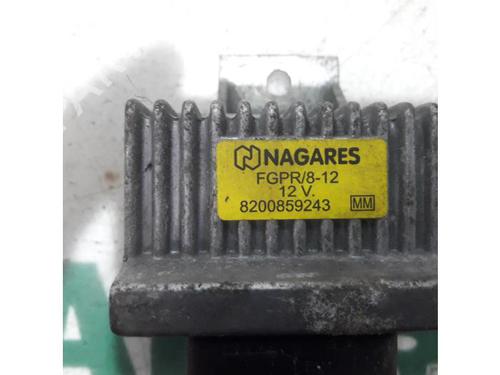 NAGARES
FGPR/8-12
12 V.
8200859243 MM